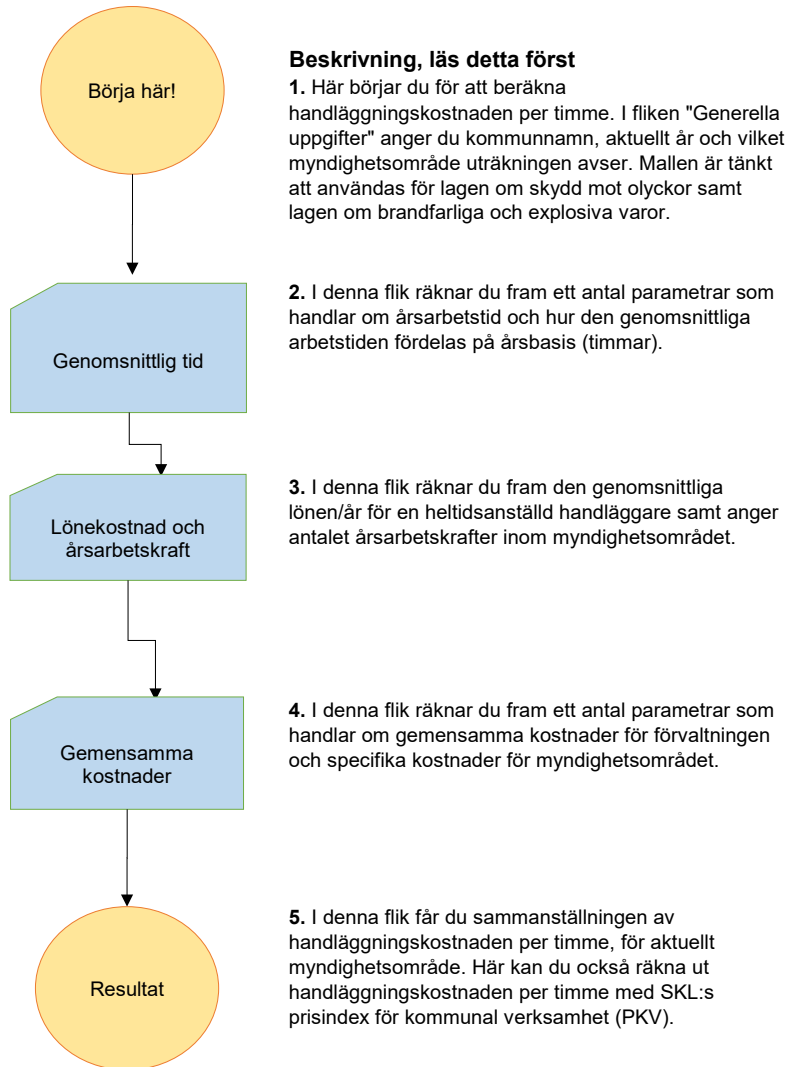 Börja här!
Beskrivning, läs detta först
1. Här börjar du för att beräkna
handläggningskostnaden per timme. I fliken "Generella
uppgifter" anger du kommunnamn, aktuellt år och vilket
myndighetsområde uträkningen avser. Mallen är tänkt
att användas för lagen om skydd mot olyckor samt
lagen om brandfarliga och explosiva varor.
Genomsnittlig tid
2. I denna flik räknar du fram ett antal parametrar som
handlar om årsarbetstid och hur den genomsnittliga
arbetstiden fördelas på årsbasis (timmar).
Lönekostnad och
årsarbetskraft
3. I denna flik räknar du fram den genomsnittliga
lönen/år för en heltidsanställd handläggare samt anger
antalet årsarbetskrafter inom myndighetsområdet.
Gemensamma
kostnader
4. I denna flik räknar du fram ett antal parametrar som
handlar om gemensamma kostnader för förvaltningen
och specifika kostnader för myndighetsområdet.
Resultat
5. I denna flik får du sammanställningen av
handläggningskostnaden per timme, för aktuellt
myndighetsområde. Här kan du också räkna ut
handläggningskostnaden per timme med SKL:s
prisindex för kommunal verksamhet (PKV).